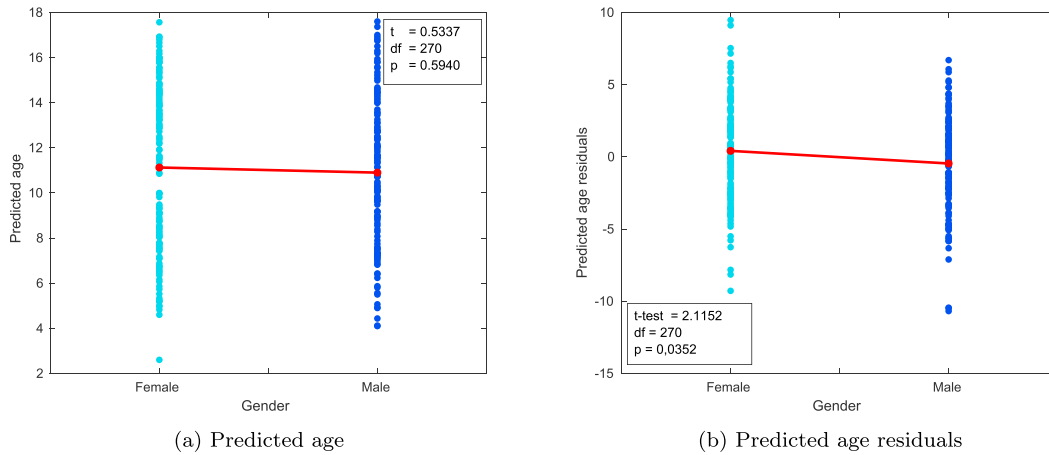 18
16
14
12
10
8
6
4
2
Predicted age
t = 0.5337
df = 270
p = 0.5940
Female
Male
Gender
(a) Predicted age
10
5
0
-5
-10
-15
Predicted age residuals
t-test = 2.1152
df = 270
p = 0,0352
Female
Male
Gender
(b) Predicted age residuals